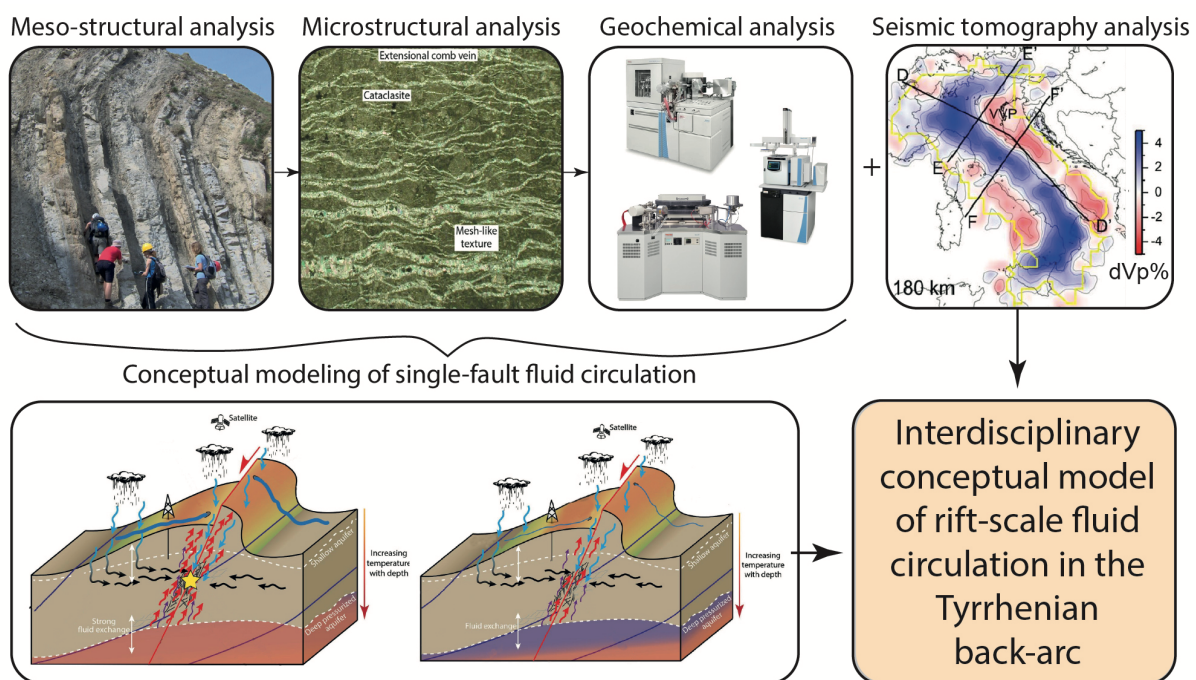 Meso-structural analysis
Microstructural analysis
Geochemical analysis
Seismic tomography analysis
Extensional comb vein
Cataclasite
Mesh-like
texture
+
E'
D
F'
VVP
E
F
D'
4
2
0
-2
-4
dVp%
180 km
Conceptual modeling of single-fault fluid circulation
Satellite
Shallow aquifer
Increasing
temperature
with depth
Strong
fluid exchange
Deep pressurized
aquifer
Satellite
Shallow aquifer
Increasing
temperature
with depth
Fluid exchange
Deep pressurized
aquifer
Interdisciplinary
conceptual model
of rift-scale fluid
circulation in the
Tyrrhenian
back-arc